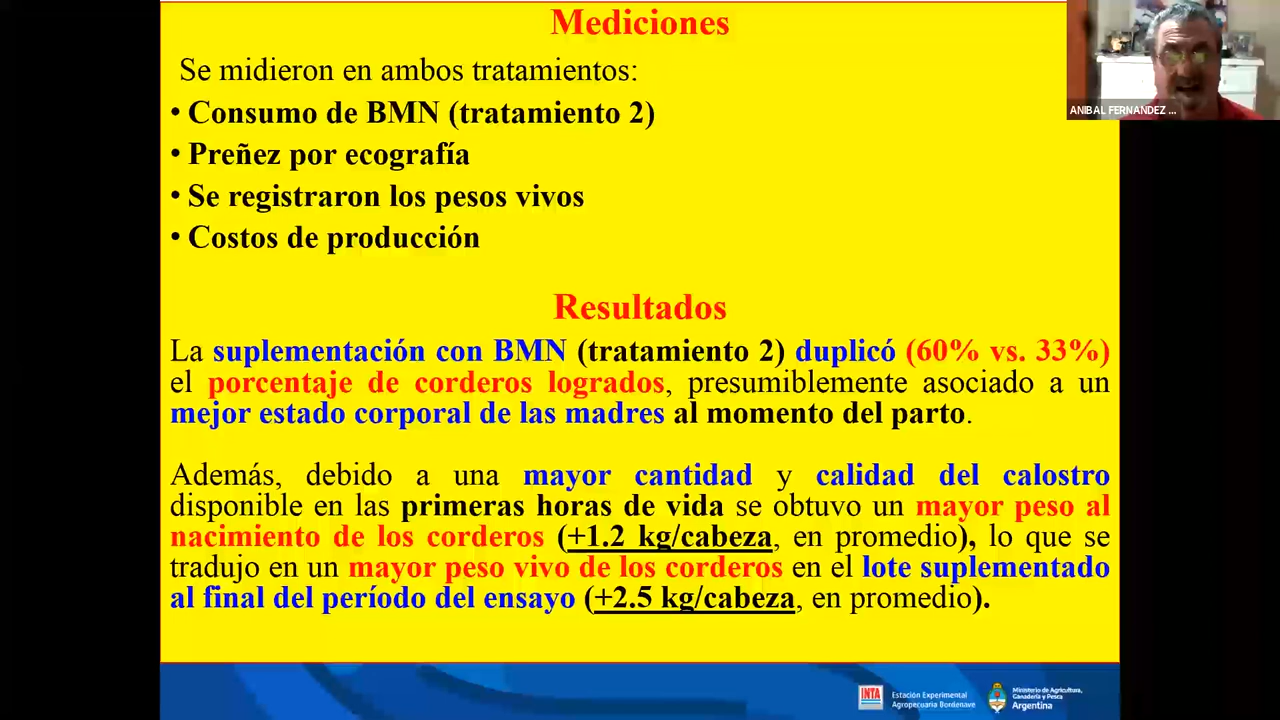 Mediciones
ANIBAL FERNANDEZ ...
Se midieron en ambos tratamientos:
• Consumo de BMN (tratamiento 2)
• Preñez por ecografía
• Se registraron los pesos vivos
• Costos de producción
Resultados
La suplementación con BMN (tratamiento 2) duplicó (60% vs. 33%)
el porcentaje de corderos logrados, presumiblemente asociado a un
mejor estado corporal de las madres al momento del parto.
Además, debido a una mayor cantidad y calidad del calostro
disponible en las primeras horas de vida se obtuvo un mayor peso al
nacimiento de los corderos (+1.2 kg/cabeza, en promedio), lo que se
tradujo en un mayor peso vivo de los corderos en el lote suplementado
al final del período del ensayo (+2.5 kg/cabeza, en promedio).
INTA
Estación Experimental
Agropecuaria Bordenave
Ministerio de Agricultura,
Ganadería y Pesca
Argentina